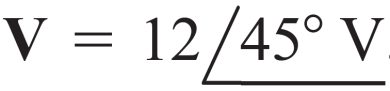 V = 12∠45° V.